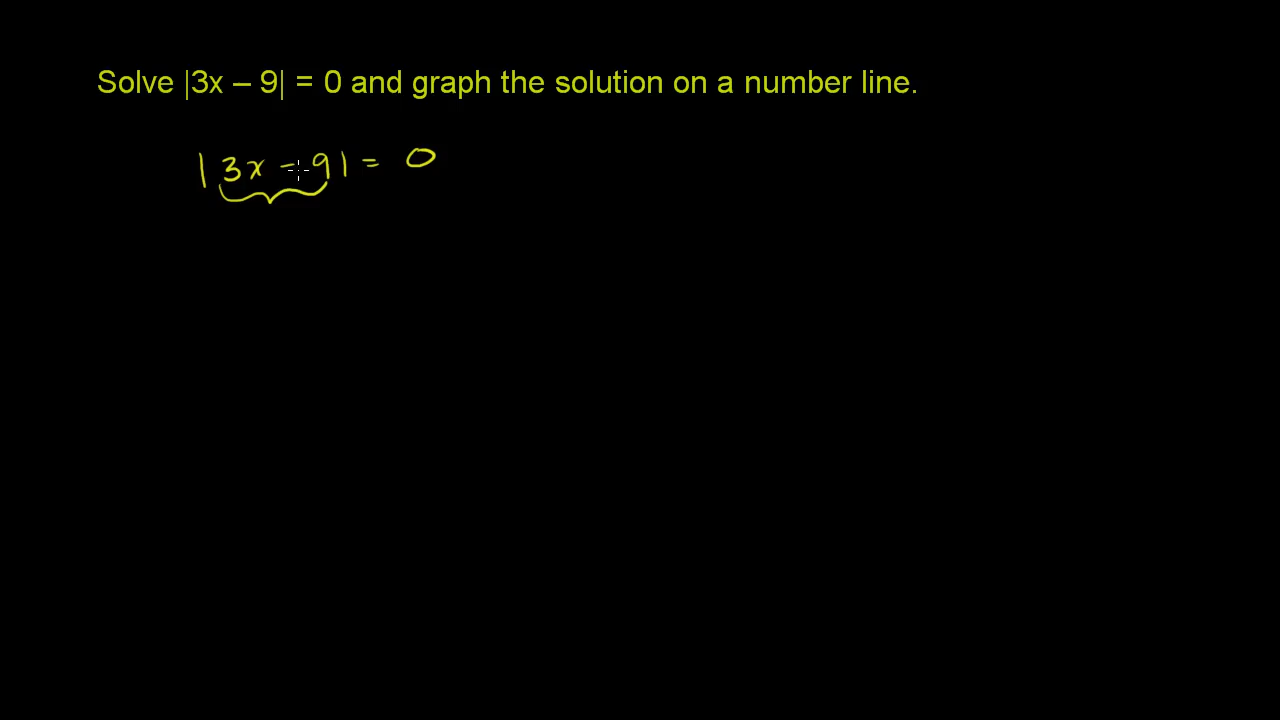 Solve |3x – 9| = 0 and graph the solution on a number line.
|3x - 9| = 0